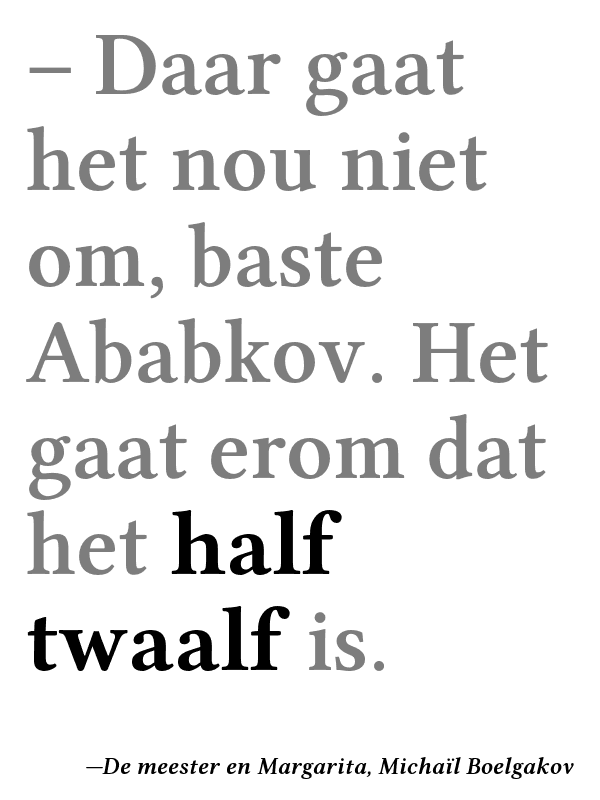 – Daar gaat
het nou niet
om, baste
Ababkov. Het
gaat erom dat
het half
twaalf is.
—De meester en Margarita, Michaïl Boelgakov